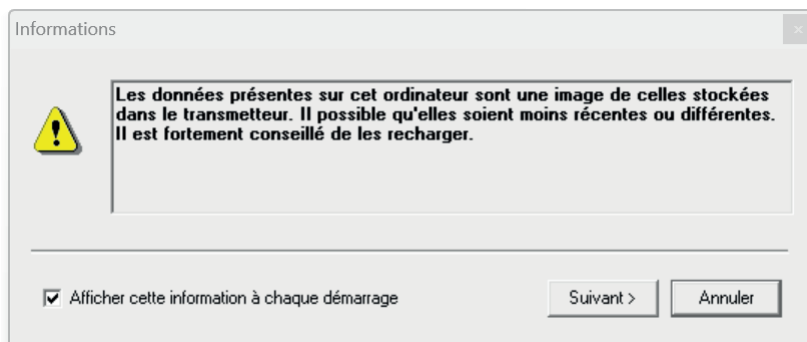 Informations
Les données présentes sur cet ordinateur sont une image de celles stockées
dans le transmetteur. Il possible qu'elles soient moins récentes ou différentes.
Il est fortement conseillé de les recharger.
Afficher cette information à chaque démarrage
Suivant >
Annuler